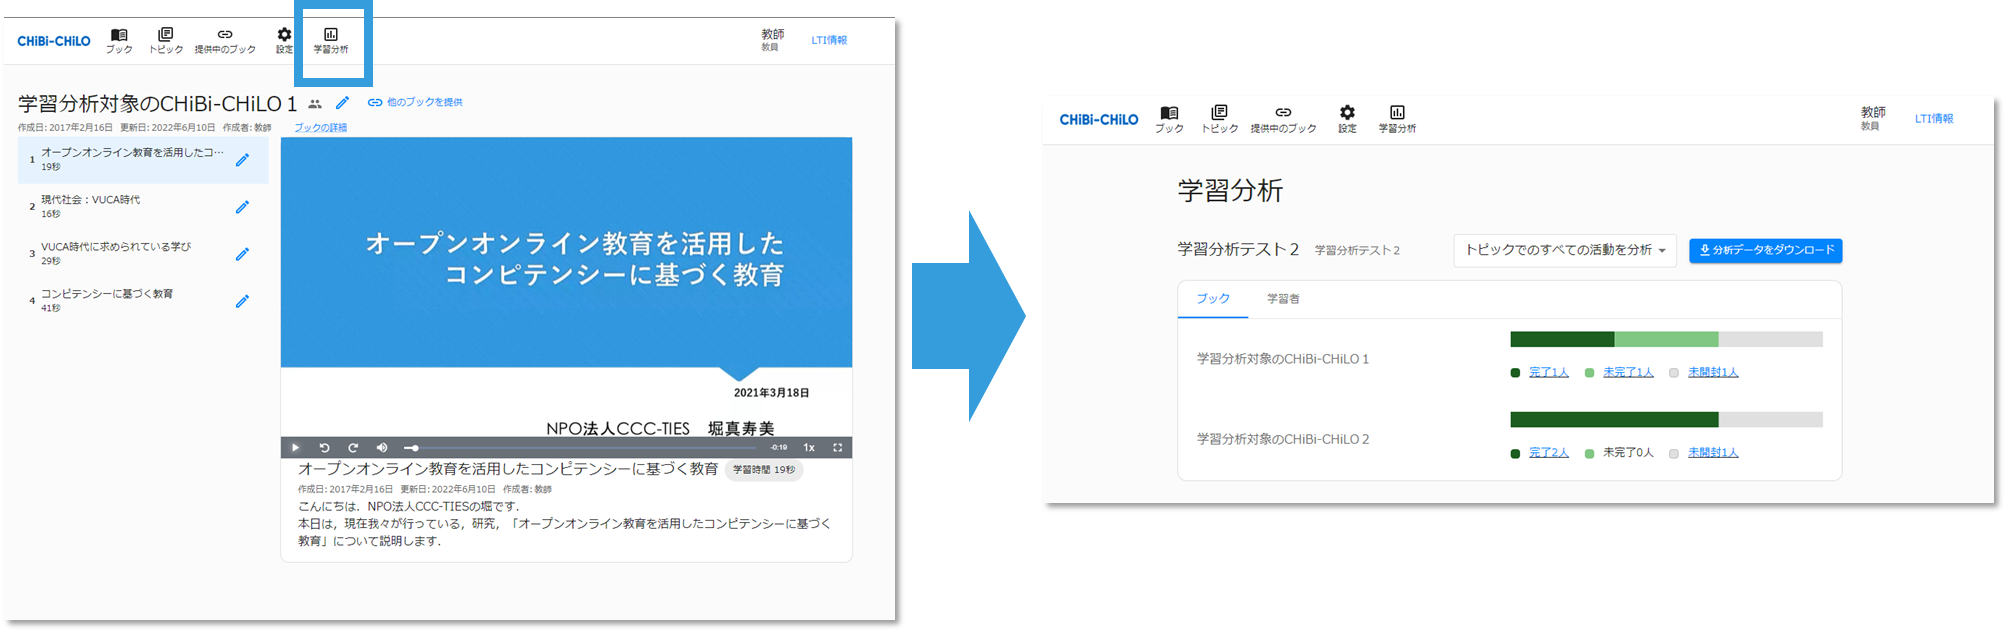 CHiBi-CHiLO
ブック
トピック
提供中のブック
設定
学習分析
教師
教員
LTI情報
学習分析対象のCHiBi-CHiLO 1
他のブックを提供
作成日: 2017年2月16日 更新日: 2022年6月10日 作成者: 教師
ブックの詳細
1 オープンオンライン教育を活用したコ…
19秒
2 現代社会：VUCA時代
16秒
3 VUCA時代に求められている学び
29秒
4 コンピテンシーに基づく教育
41秒
オープンオンライン教育を活用した
コンピテンシーに基づく教育
2021年3月18日
NPO法人CCC-TIES 堀真寿美
-0:19 1x
オープンオンライン教育を活用したコンピテンシーに基づく教育 学習時間 19秒
作成日: 2017年2月16日 更新日: 2022年6月10日 作成者: 教師
こんにちは．NPO法人CCC-TIESの堀です．
本日は，現在我々が行っている，研究，「オープンオンライン教育を活用したコンピテンシーに基づく
教育」について説明します．
CHiBi-CHiLO
ブック
トピック
提供中のブック
設定
学習分析
教師
教員
LTI情報
学習分析
学習分析テスト2 学習分析テスト2
トピックでのすべての活動を分析
分析データをダウンロード
ブック 学習者
学習分析対象のCHiBi-CHiLO 1
完了1人 未完了1人 未開封1人
学習分析対象のCHiBi-CHiLO 2
完了2人 未完了0人 未開封1人